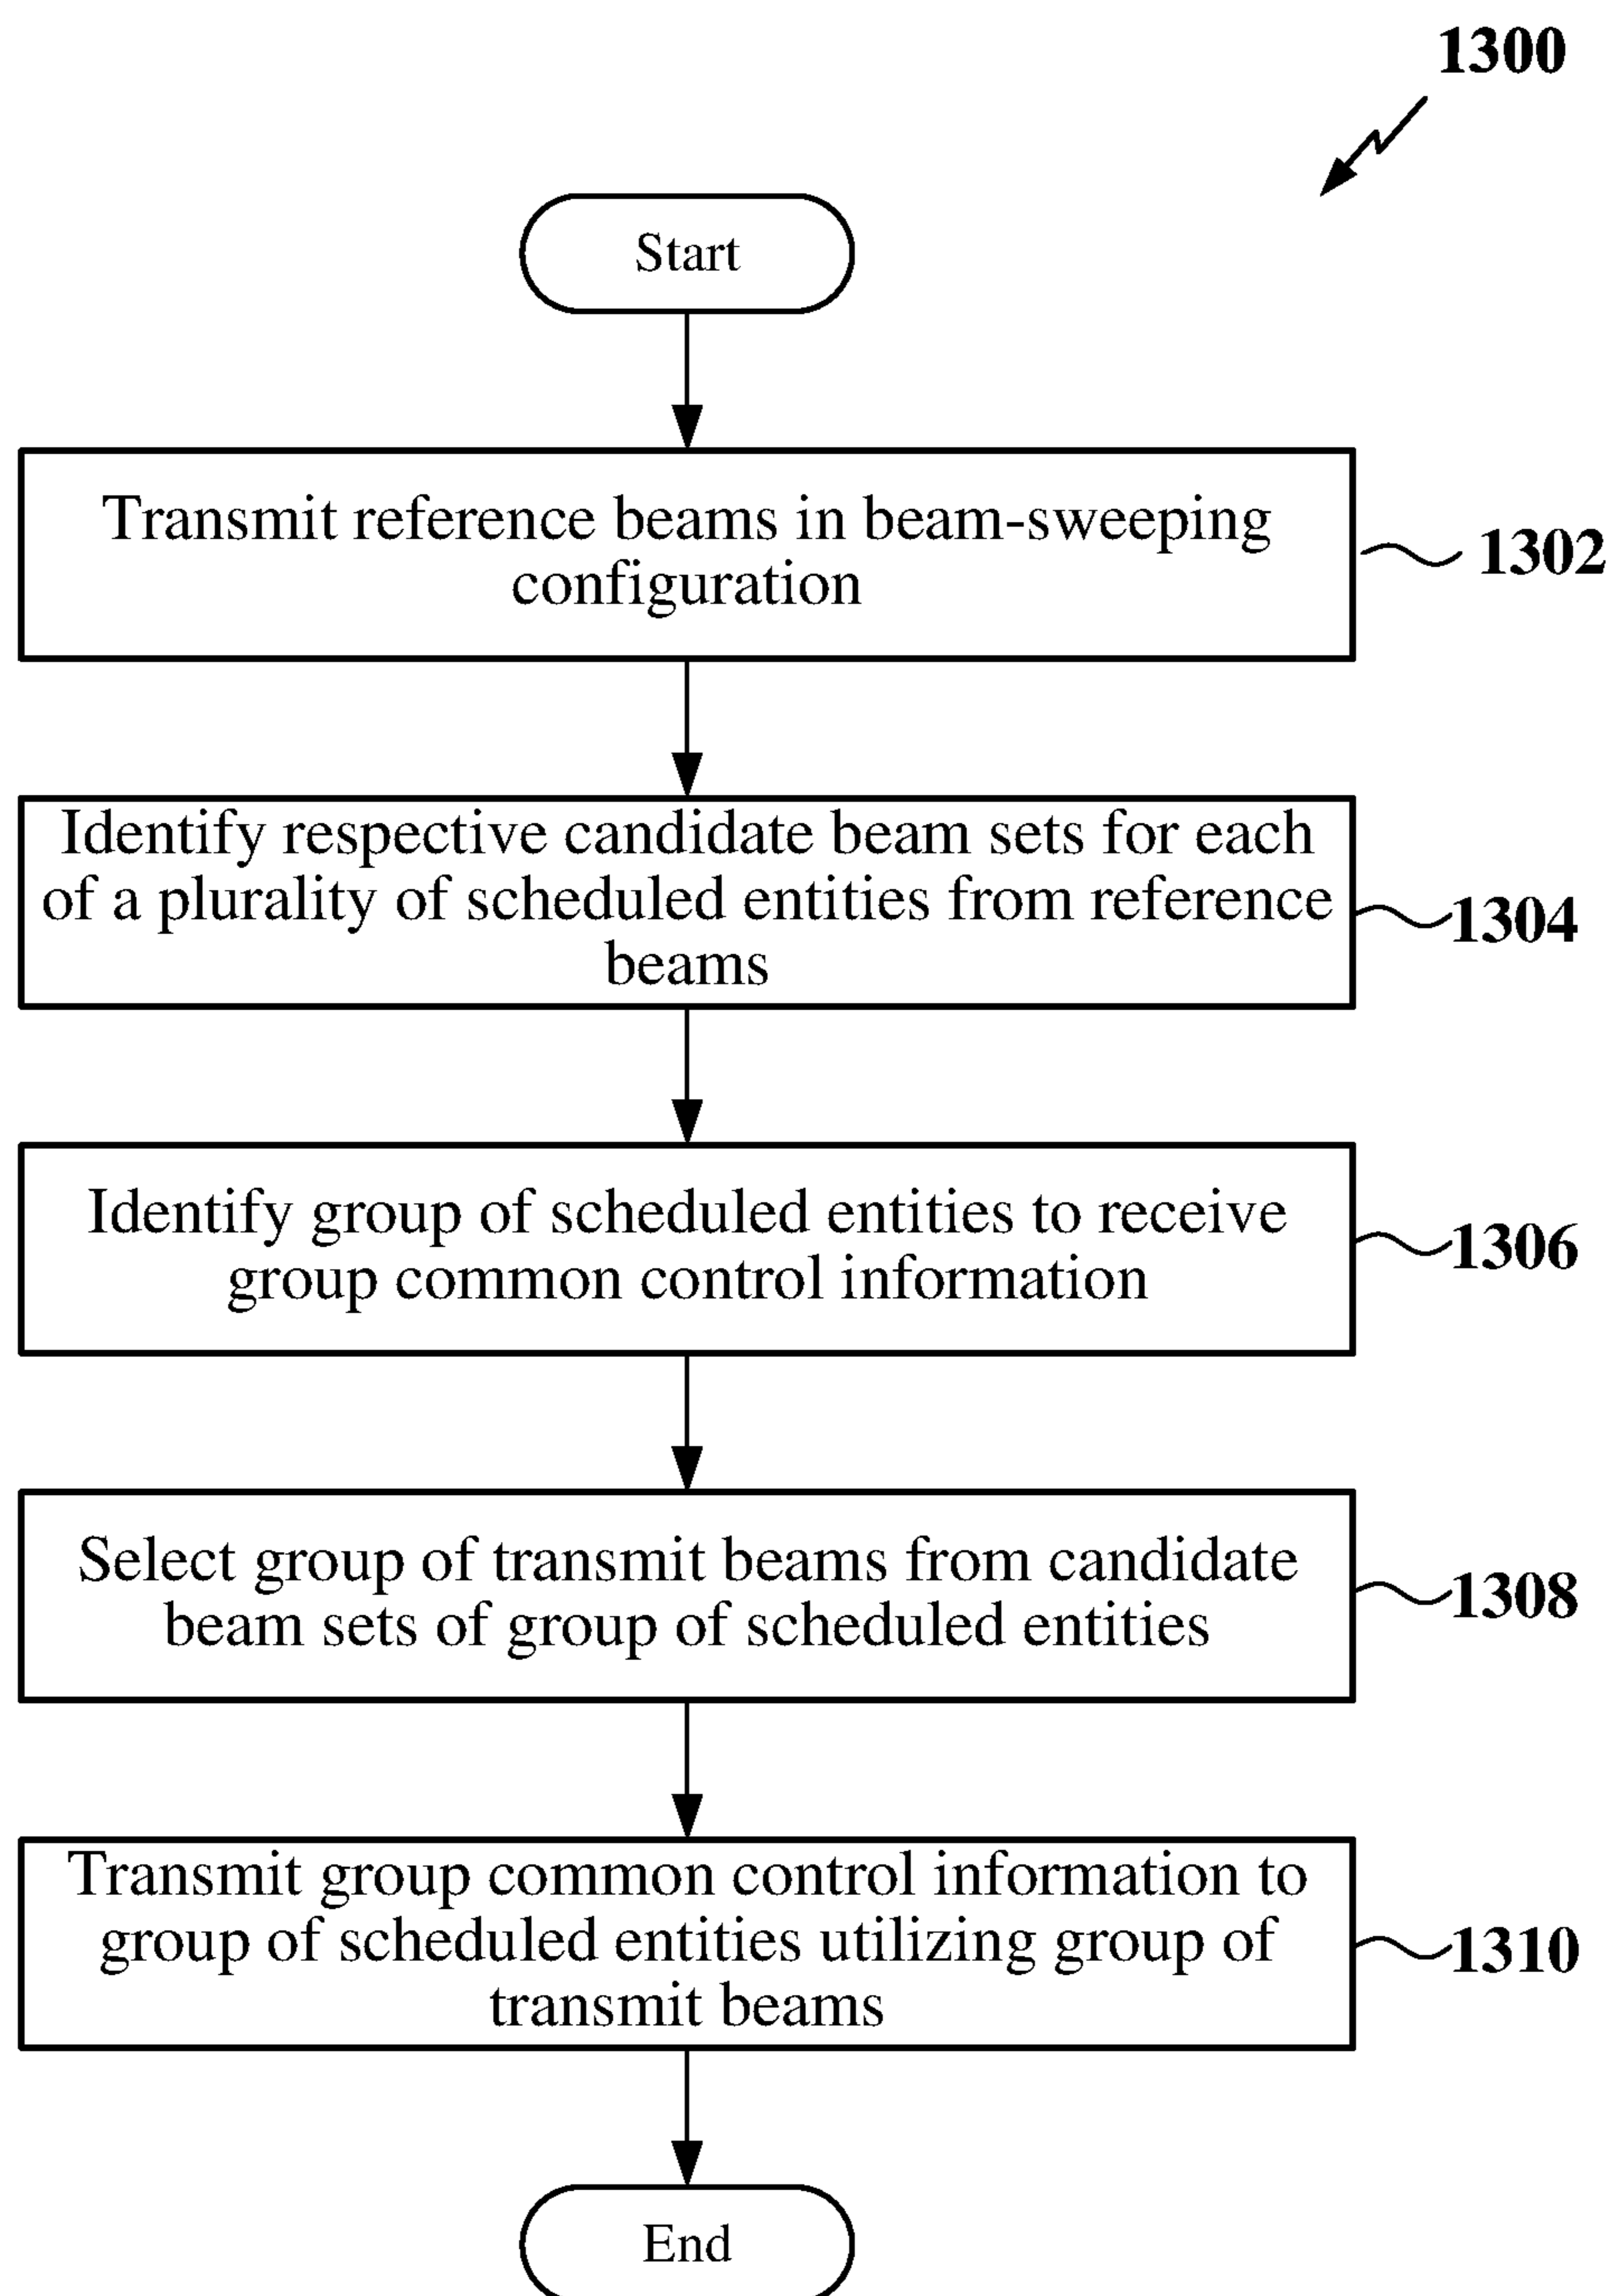 1300
Start
Transmit reference beams in beam-sweeping
configuration
1302
Identify respective candidate beam sets for each
of a plurality of scheduled entities from reference
beams
1304
Identify group of scheduled entities to receive
group common control information
1306
Select group of transmit beams from candidate
beam sets of group of scheduled entities
1308
Transmit group common control information to
group of scheduled entities utilizing group of
transmit beams
1310
End